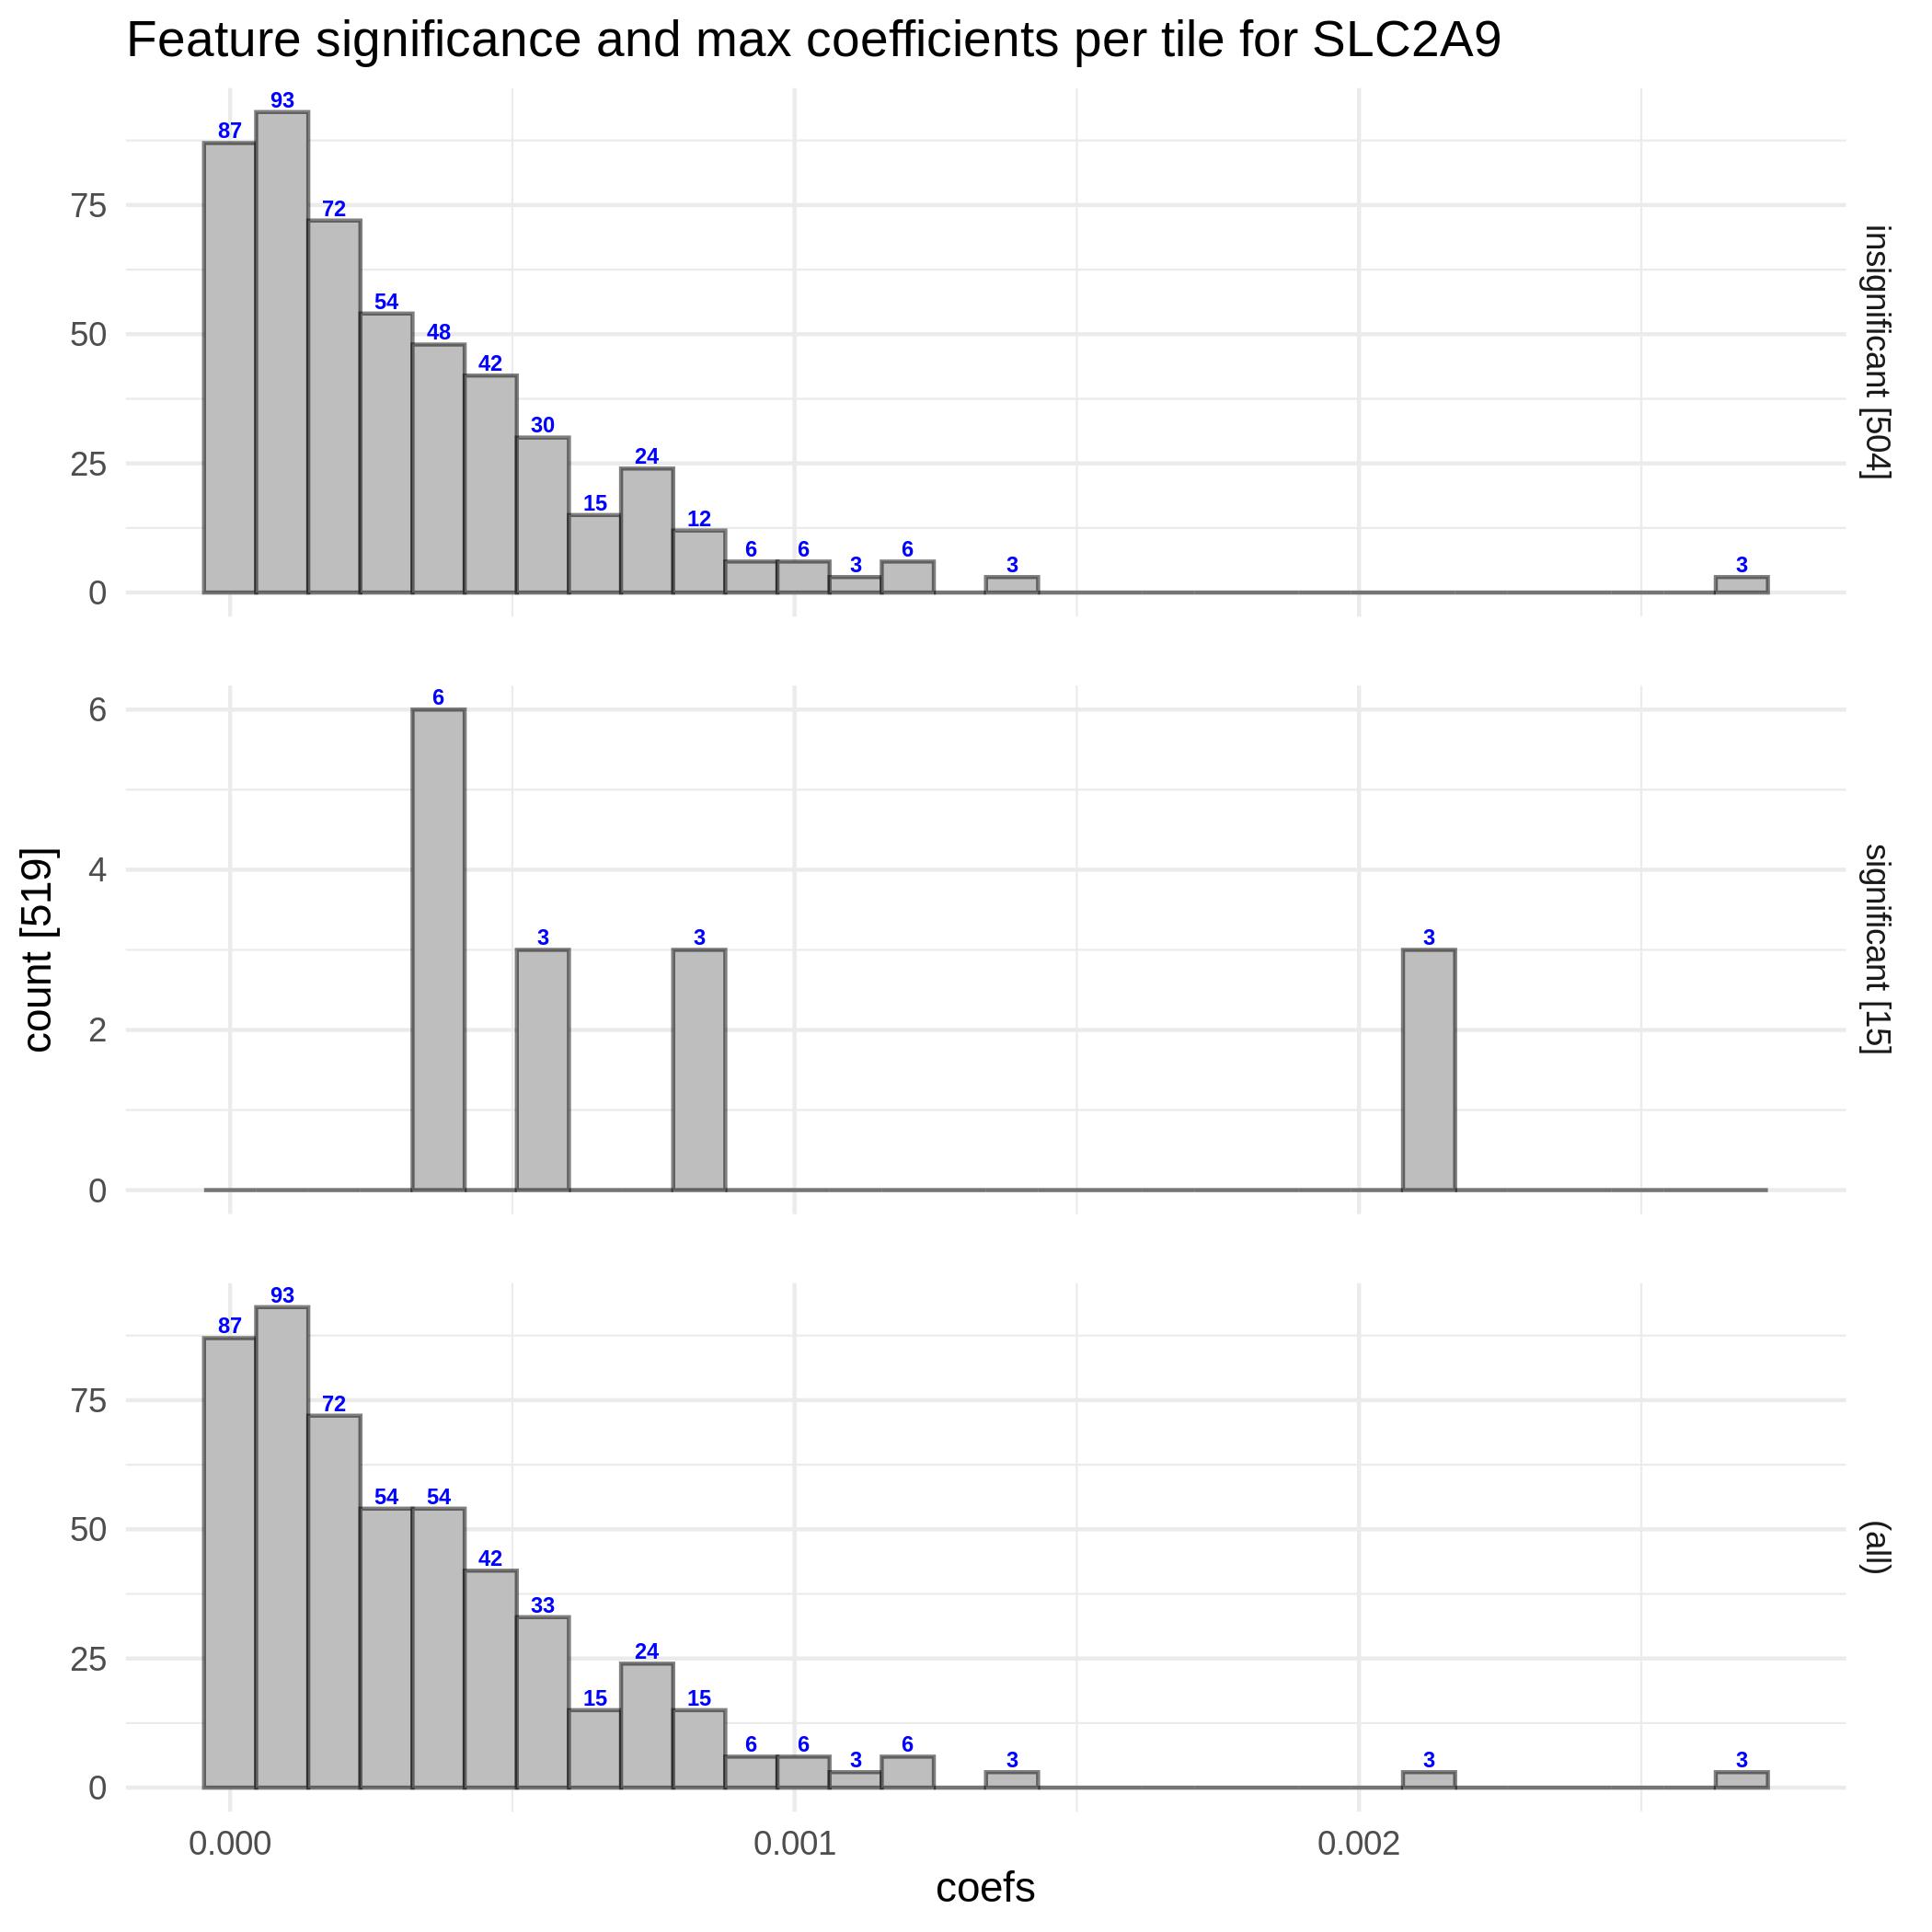 Feature significance and max coefficients per tile for SLC2A9
87 93 72 54 48 42 30 15 24 12 6 6 3 6 3 3
75
50
25
0
insignificant [504]
6 3 3 3
6
4
2
0
significant [15]
count [519]
87 93 72 54 54 42 33 15 24 15 6 6 3 6 3 3 3
75
50
25
0
(all)
0.000 0.001 0.002
coefs